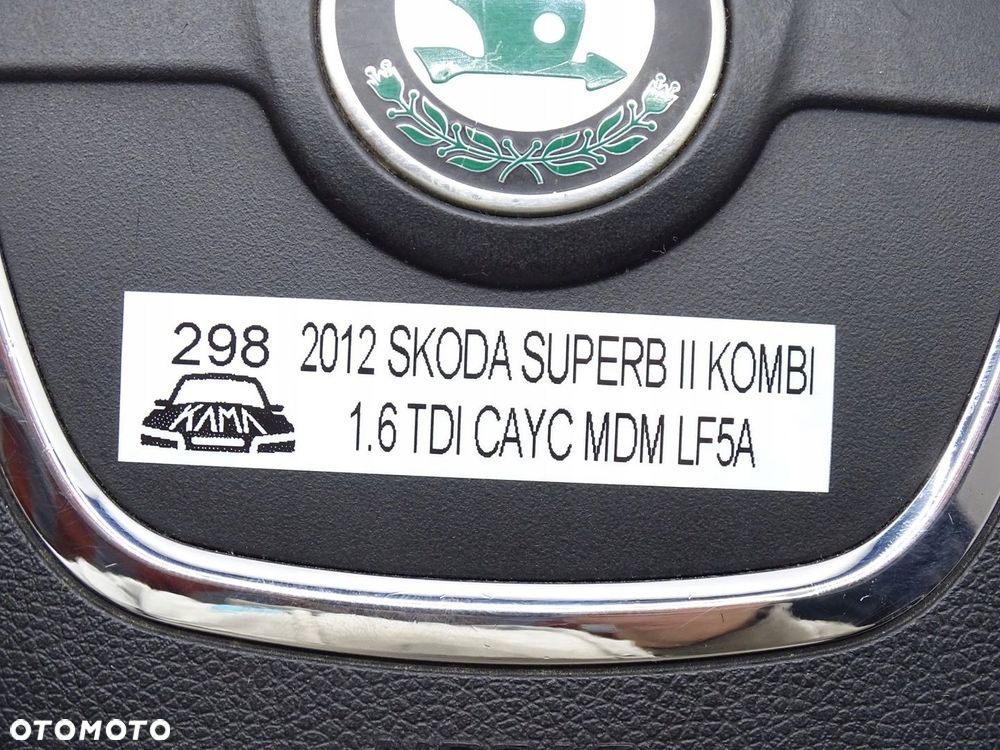 298 2012 SKODA SUPERB II KOMBI
KAMA 1.6 TDI CAYC MDM LF5A
OTOMOTO